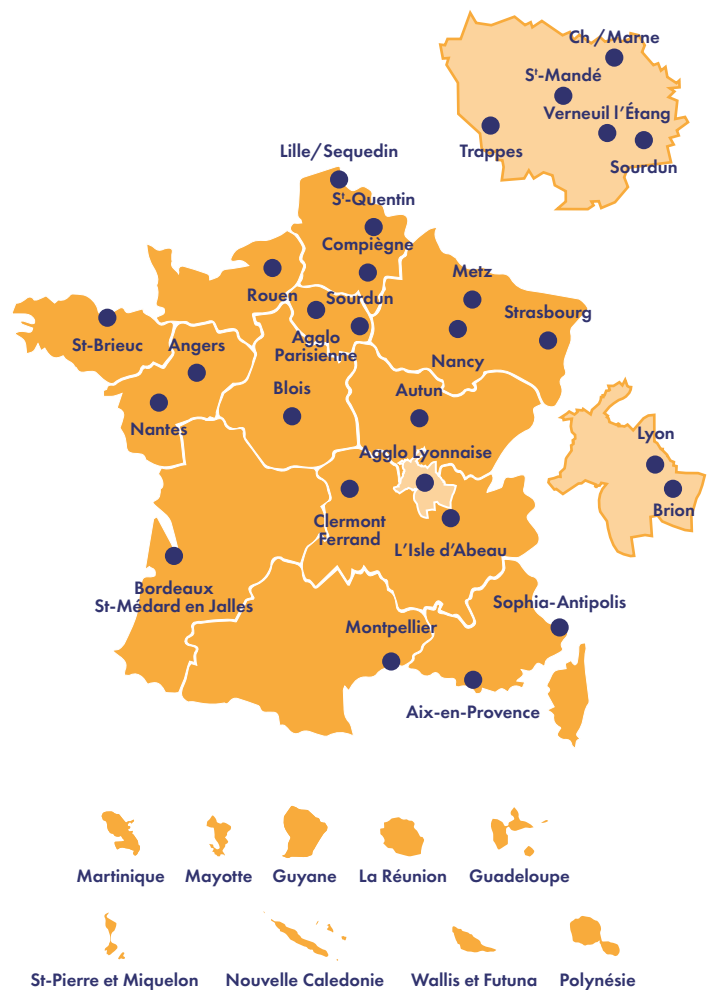 Ch /Marne
St-Mandé
Verneuil l'Étang
Trappes
Sourdun
Lille/Sequedin
St-Quentin
Compiègne
Metz
Rouen
Sourdun
Strasbourg
St-Brieuc
Angers
Agglo
Parisienne
Nancy
Blois
Autun
Nantes
Lyon
Agglo Lyonnaise
Brion
Clermont
Ferrand
L'Isle d'Abeau
Bordeaux
St-Médard en Jalles
Sophia-Antipolis
Montpellier
Aix-en-Provence
Martinique
Mayotte
Guyane
La Réunion
Guadeloupe
St-Pierre et Miquelon
Nouvelle Caledonie
Wallis et Futuna
Polynésie